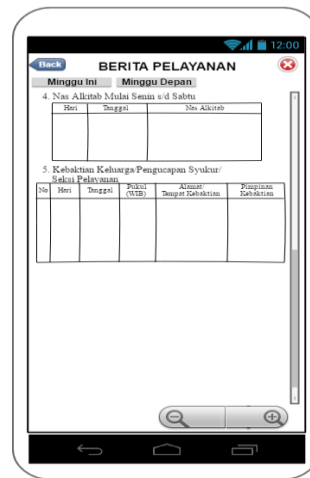 12:00
Back
BERITA PELAYANAN
Minggu Ini Minggu Depan
4. Nas Alkitab Mulai Senin s/d Sabtu
Hari Tanggal Nas Alkitab
5. Kebaktian Keluarga/Pengucapan Syukur/
Seksi Pelayanan
No Hari Tanggal Pukul (WIB) Alamat/ Tempat Kebaktian Pimpinan Kebaktian